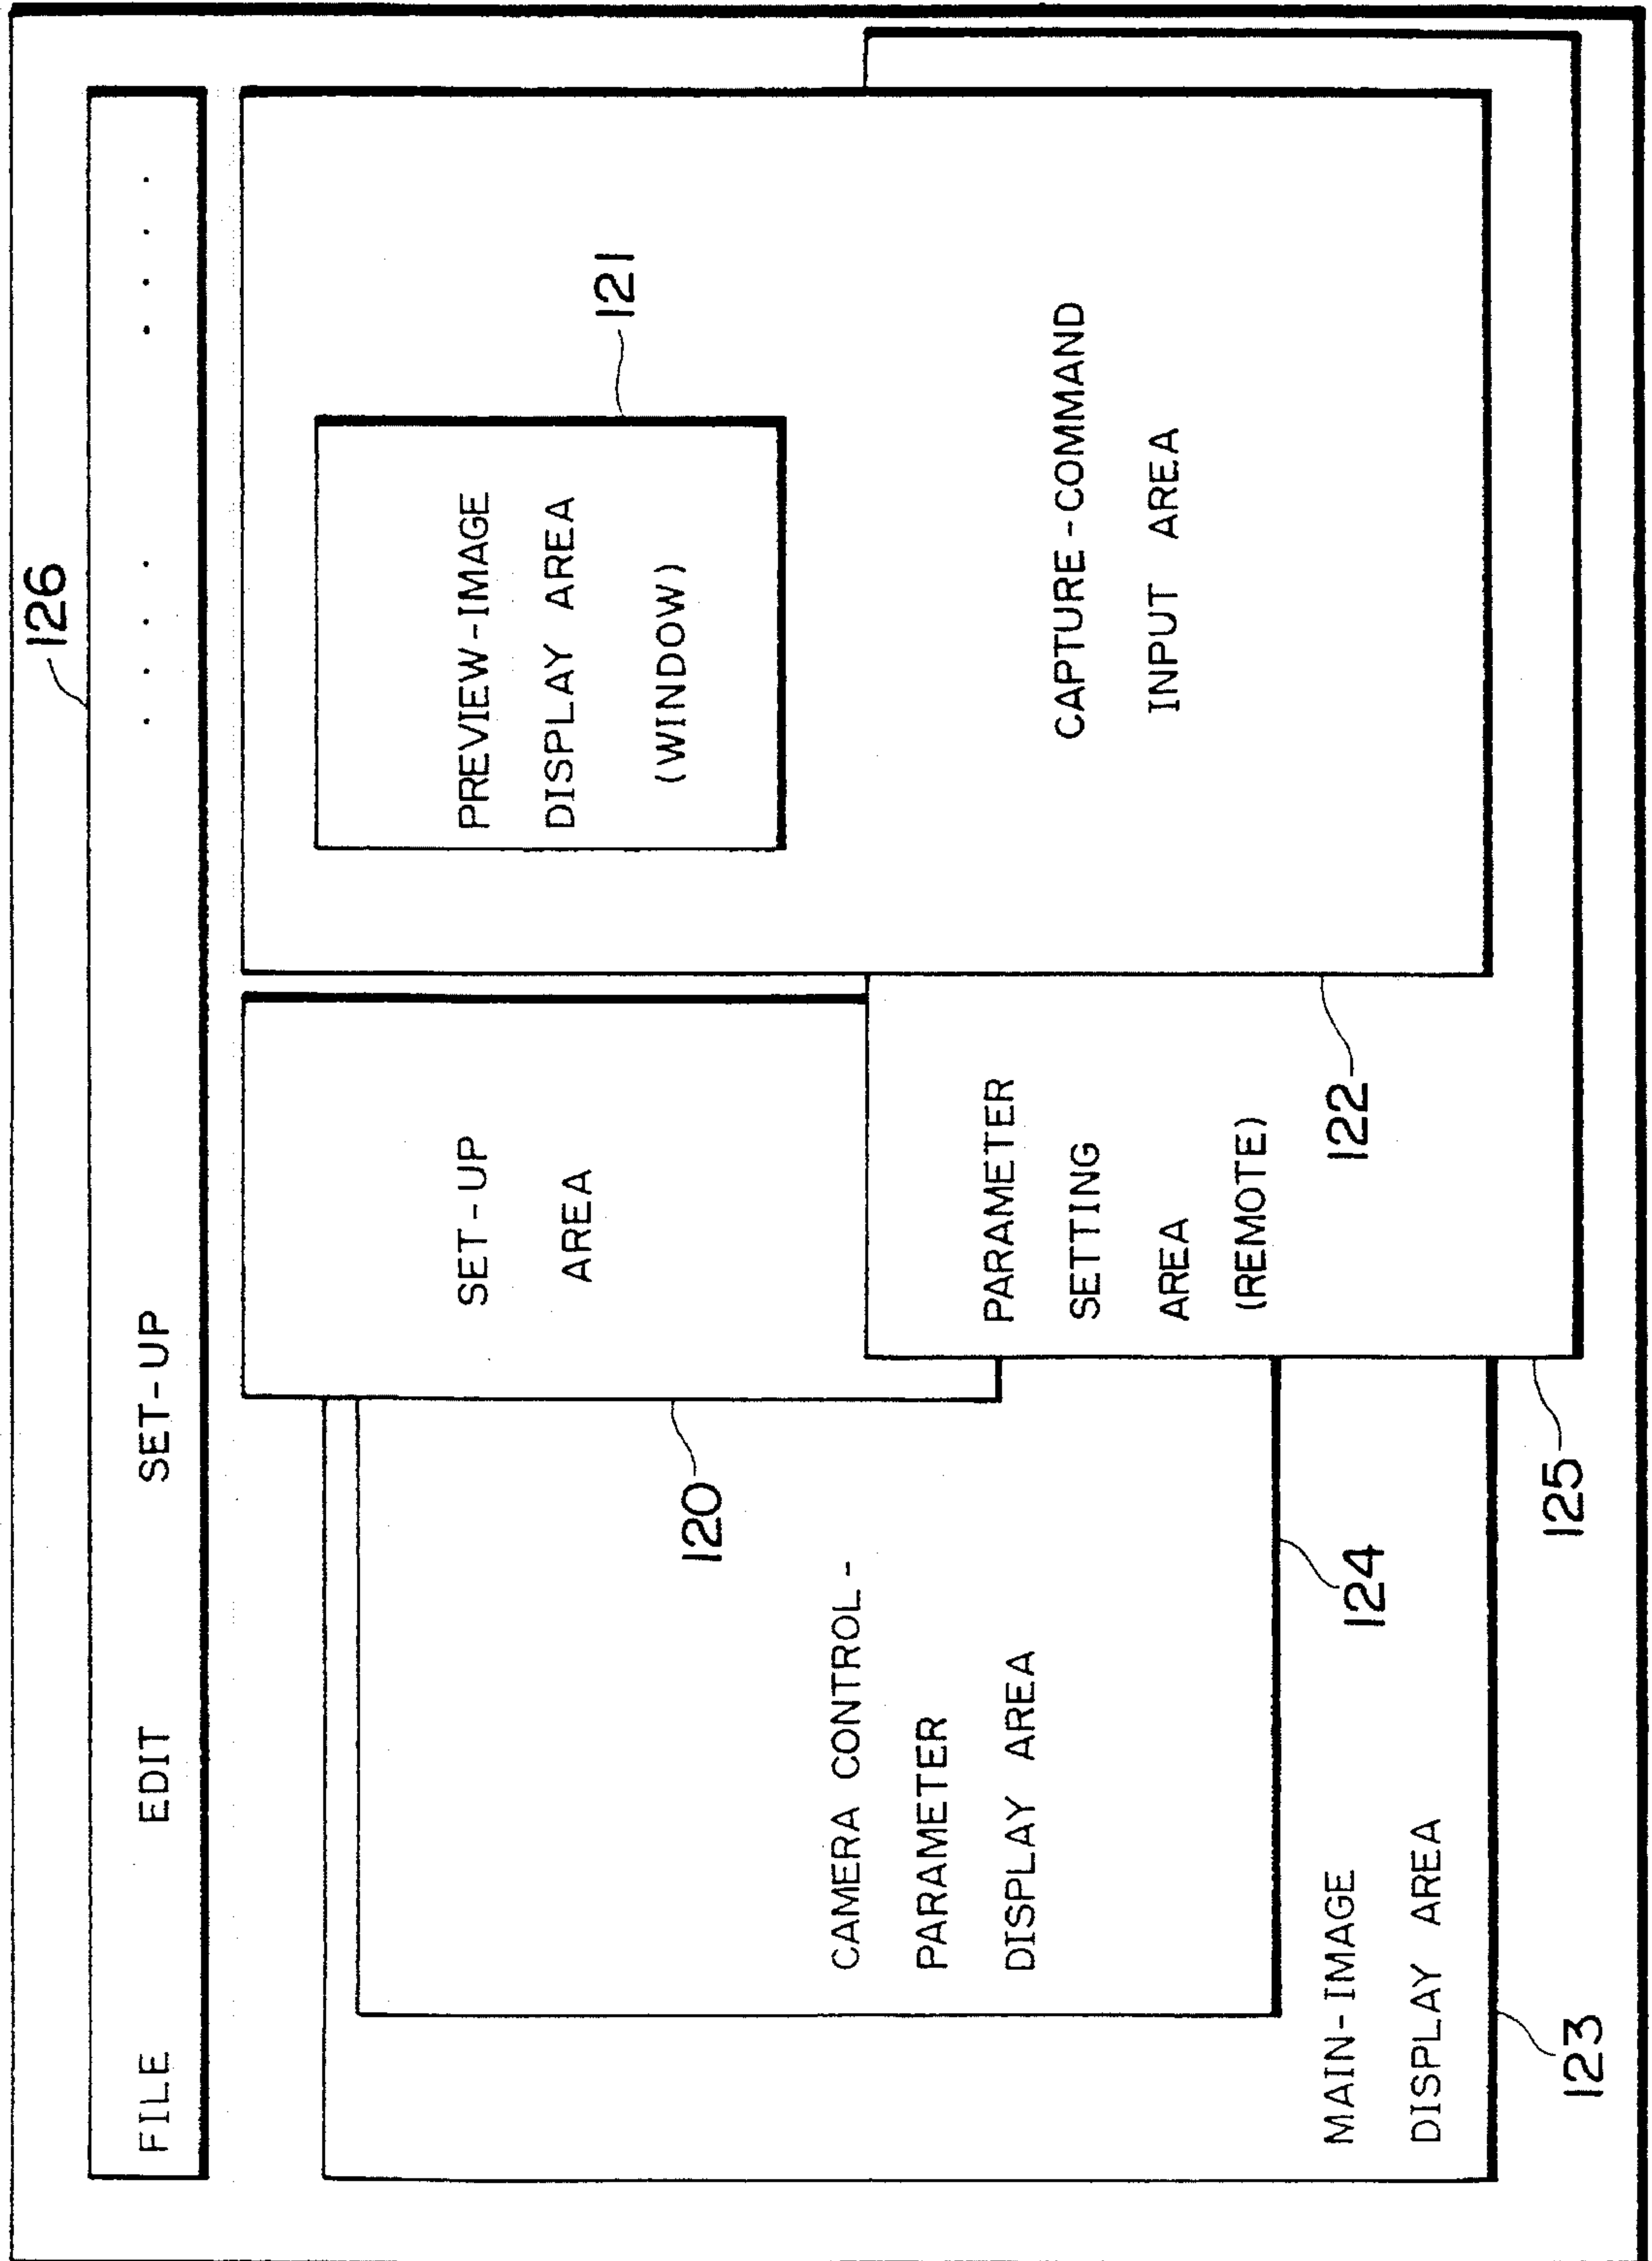 126
FILE EDIT SET-UP . . . . . . . .
SET-UP
AREA
120
PREVIEW-IMAGE
DISPLAY AREA
(WINDOW)
121
CAPTURE-COMMAND
INPUT AREA
122
CAMERA CONTROL-
PARAMETER
DISPLAY AREA
124
PARAMETER
SETTING
AREA
(REMOTE)
125
MAIN-IMAGE
DISPLAY AREA
123